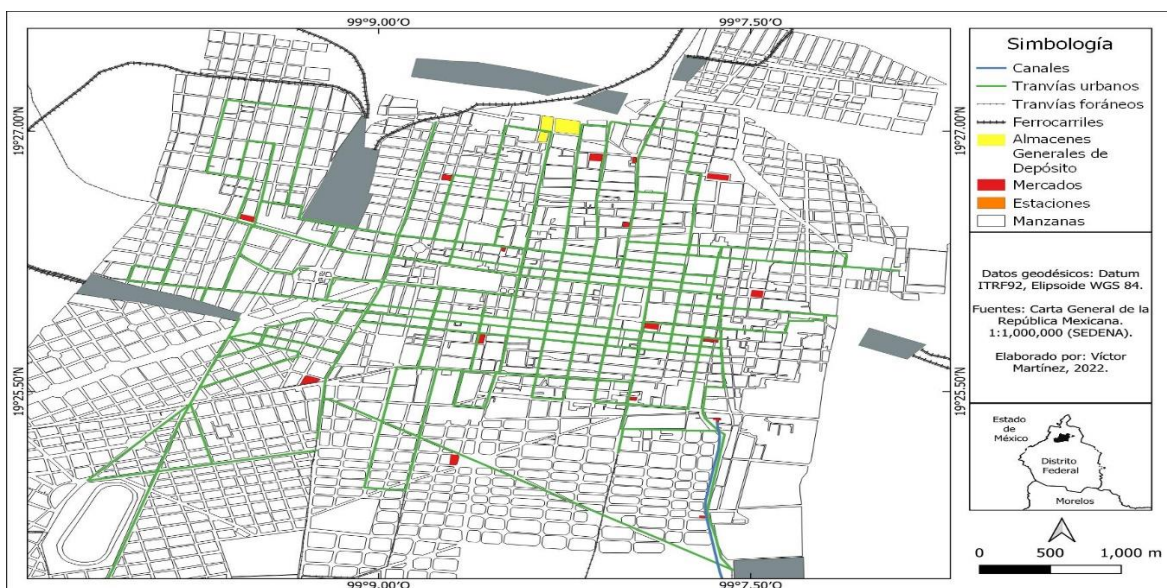 99°9.00'O
99°7.50'O
19°27.00'N
19°25.50'N
19°27.00'N
19°25.50'N
99°9.00'O
99°7.50'O
Simbología
Canales
Tranvías urbanos
Tranvías foráneos
Ferrocarriles
Almacenes
Generales de
Depósito
Mercados
Estaciones
Manzanas
Datos geodésicos: Datum
ITRF92, Elipsoide WGS 84.
Fuentes: Carta General de la
República Mexicana.
1:1,000,000 (SEDENA).
Elaborado por: Víctor
Martínez, 2022.
Estado
de
México
Distrito
Federal
Morelos
0 500 1,000 m